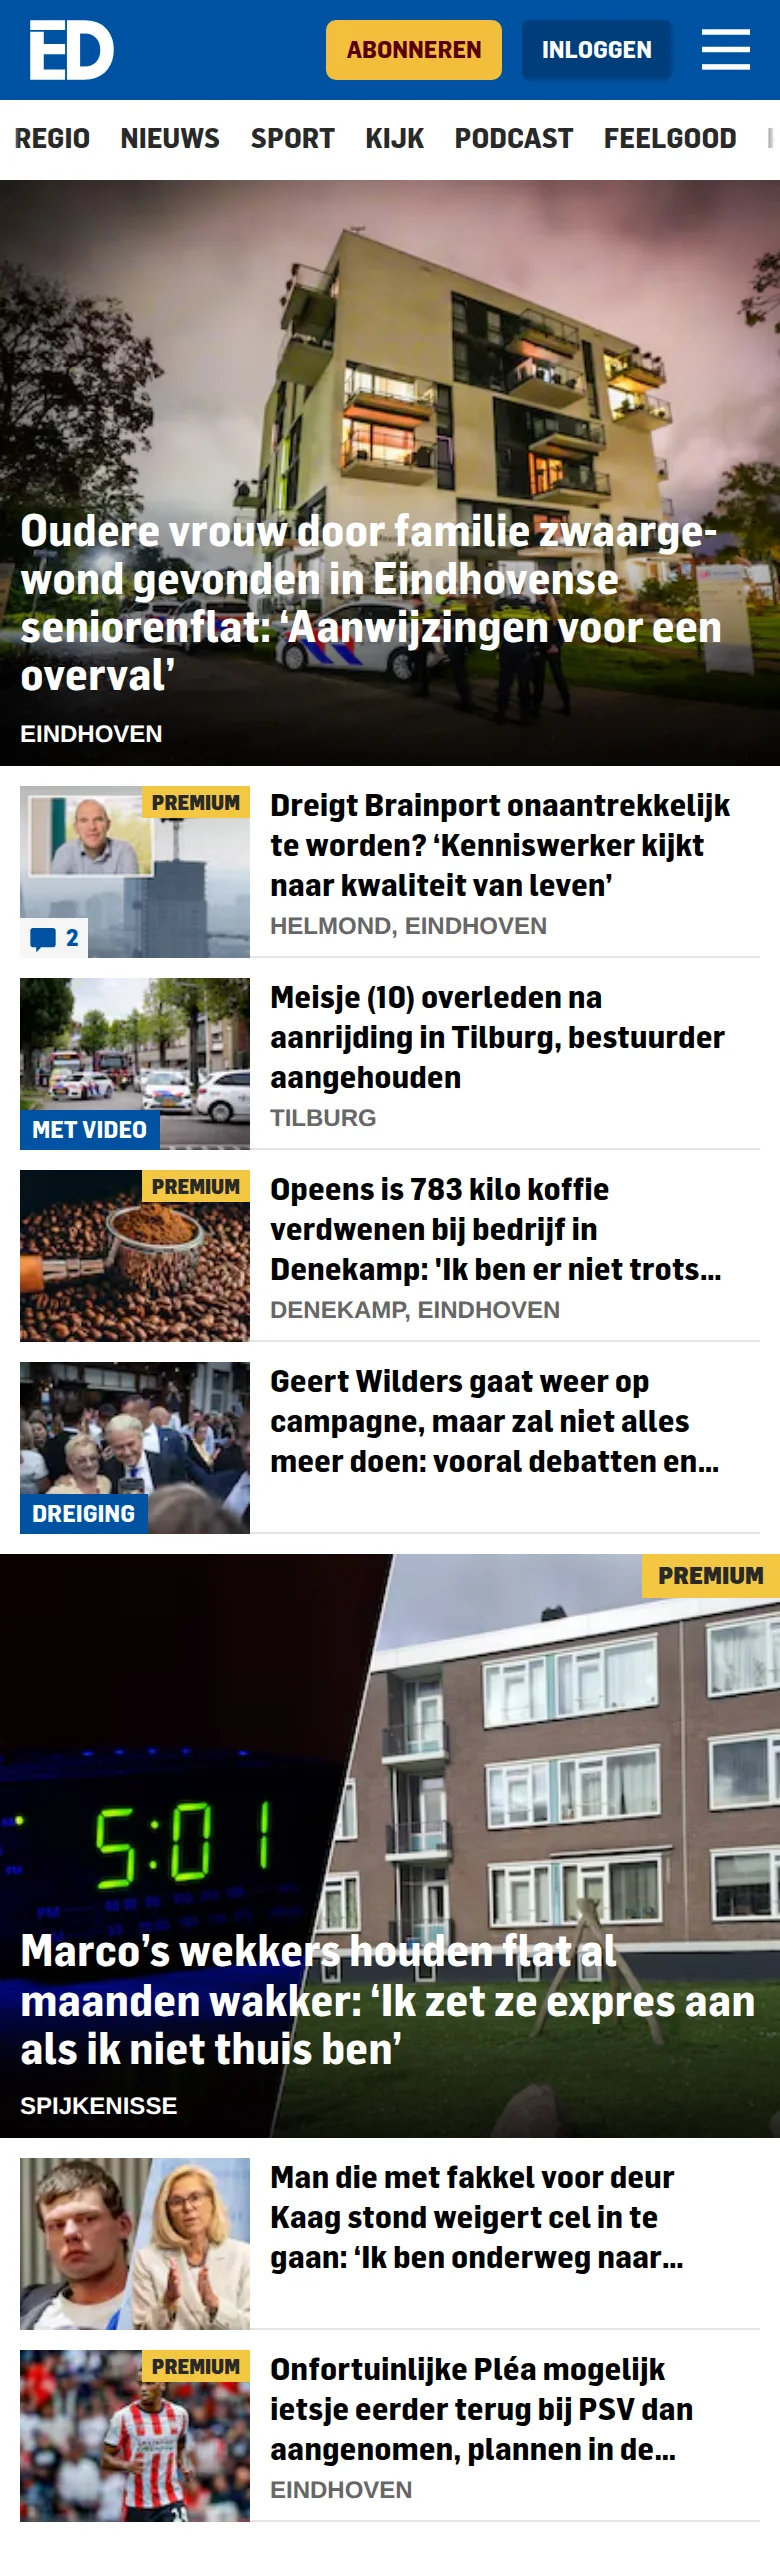 ED
ABONNEREN
INLOGGEN
REGIO NIEUWS SPORT KIJK PODCAST FEELGOOD
Oudere vrouw door familie zwaarge-
wond gevonden in Eindhovense
seniorenflat: ‘Aanwijzingen voor een
overval’
EINDHOVEN
PREMIUM
2
Dreigt Brainport onaantrekkelijk
te worden? ‘Kenniswerker kijkt
naar kwaliteit van leven’
HELMOND, EINDHOVEN
MET VIDEO
Meisje (10) overleden na
aanrijding in Tilburg, bestuurder
aangehouden
TILBURG
PREMIUM
Opeens is 783 kilo koffie
verdwenen bij bedrijf in
Denekamp: 'Ik ben er niet trots...
DENEKAMP, EINDHOVEN
DREIGING
Geert Wilders gaat weer op
campagne, maar zal niet alles
meer doen: vooral debatten en...
PREMIUM
5:01
Marco’s wekkers houden flat al
maanden wakker: ‘Ik zet ze expres aan
als ik niet thuis ben’
SPIJKENISSE
Man die met fakkel voor deur
Kaag stond weigert cel in te
gaan: ‘Ik ben onderweg naar...
PREMIUM
Onfortuinlijke Pléa mogelijk
ietsje eerder terug bij PSV dan
aangenomen, plannen in de...
EINDHOVEN